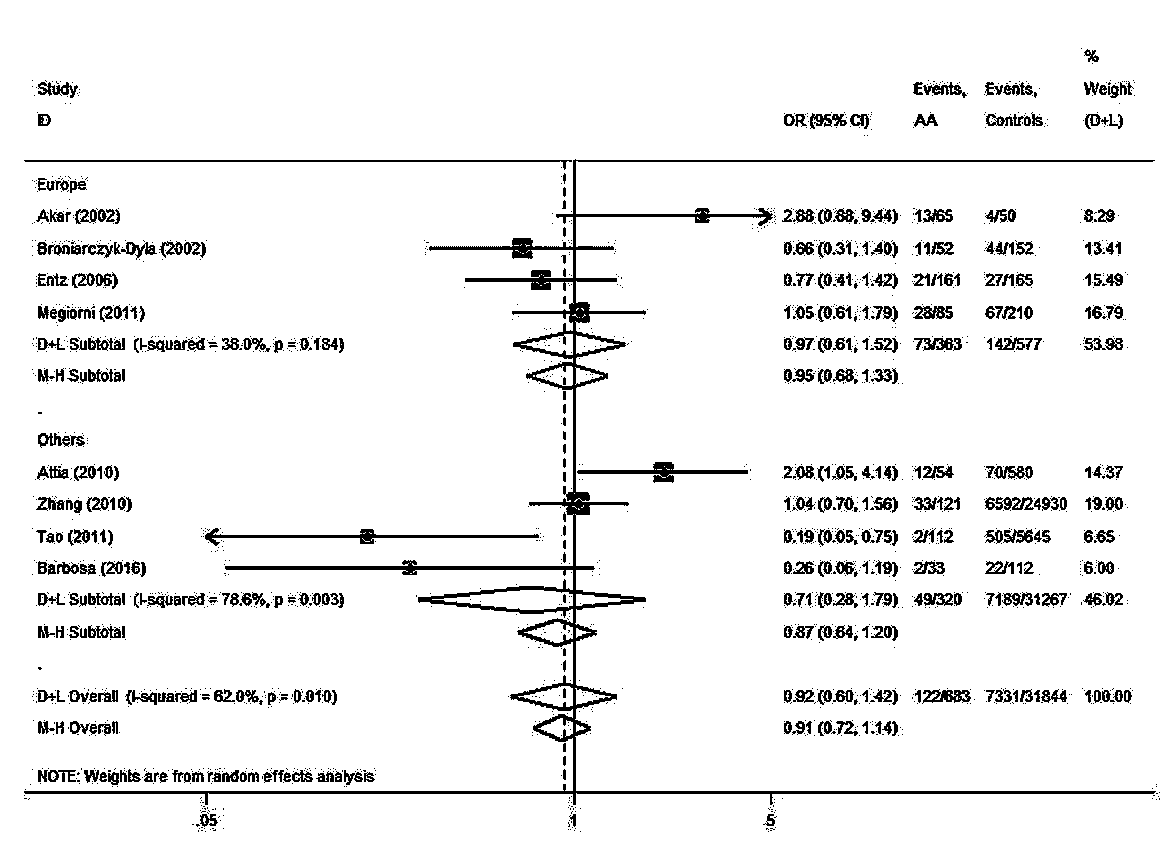 %
Study Events, Events, Weight
ID OR (95% CI) AA Controls (D+L)
Europe
Akar (2002) 2.88 (0.88, 9.44) 13/65 4/50 8.29
Broniarczyk-Dyla (2002) 0.66 (0.31, 1.40) 11/52 44/152 13.41
Entz (2006) 0.77 (0.41, 1.42) 21/161 27/165 15.49
Megiorni (2011) 1.05 (0.61, 1.79) 28/85 67/210 16.79
D+L Subtotal (I-squared = 38.0%, p = 0.184) 0.97 (0.61, 1.52) 73/363 142/577 53.98
M-H Subtotal 0.95 (0.68, 1.33)
.
Others
Attia (2010) 2.08 (1.05, 4.14) 12/54 70/580 14.37
Zhang (2010) 1.04 (0.70, 1.56) 33/121 6592/24930 19.00
Tao (2011) 0.19 (0.05, 0.75) 2/112 505/5645 6.65
Barbosa (2016) 0.26 (0.06, 1.19) 2/33 22/112 6.00
D+L Subtotal (I-squared = 78.6%, p = 0.003) 0.71 (0.28, 1.79) 49/320 7189/31267 46.02
M-H Subtotal 0.87 (0.64, 1.20)
.
D+L Overall (I-squared = 62.0%, p = 0.010) 0.92 (0.60, 1.42) 122/683 7331/31844 100.00
M-H Overall 0.91 (0.72, 1.14)
NOTE: Weights are from random effects analysis
.05 1 5